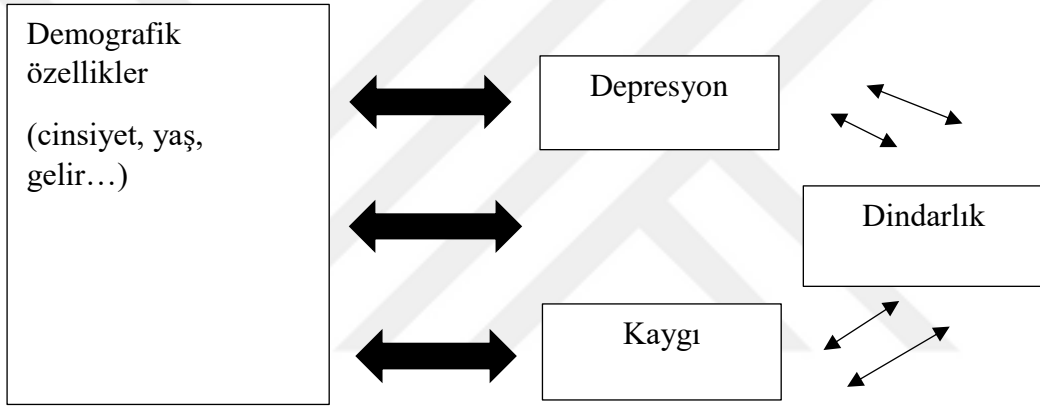 Demografik
özellikler
(cinsiyet, yaş,
gelir…)
Depresyon
Dindarlık
Kaygı